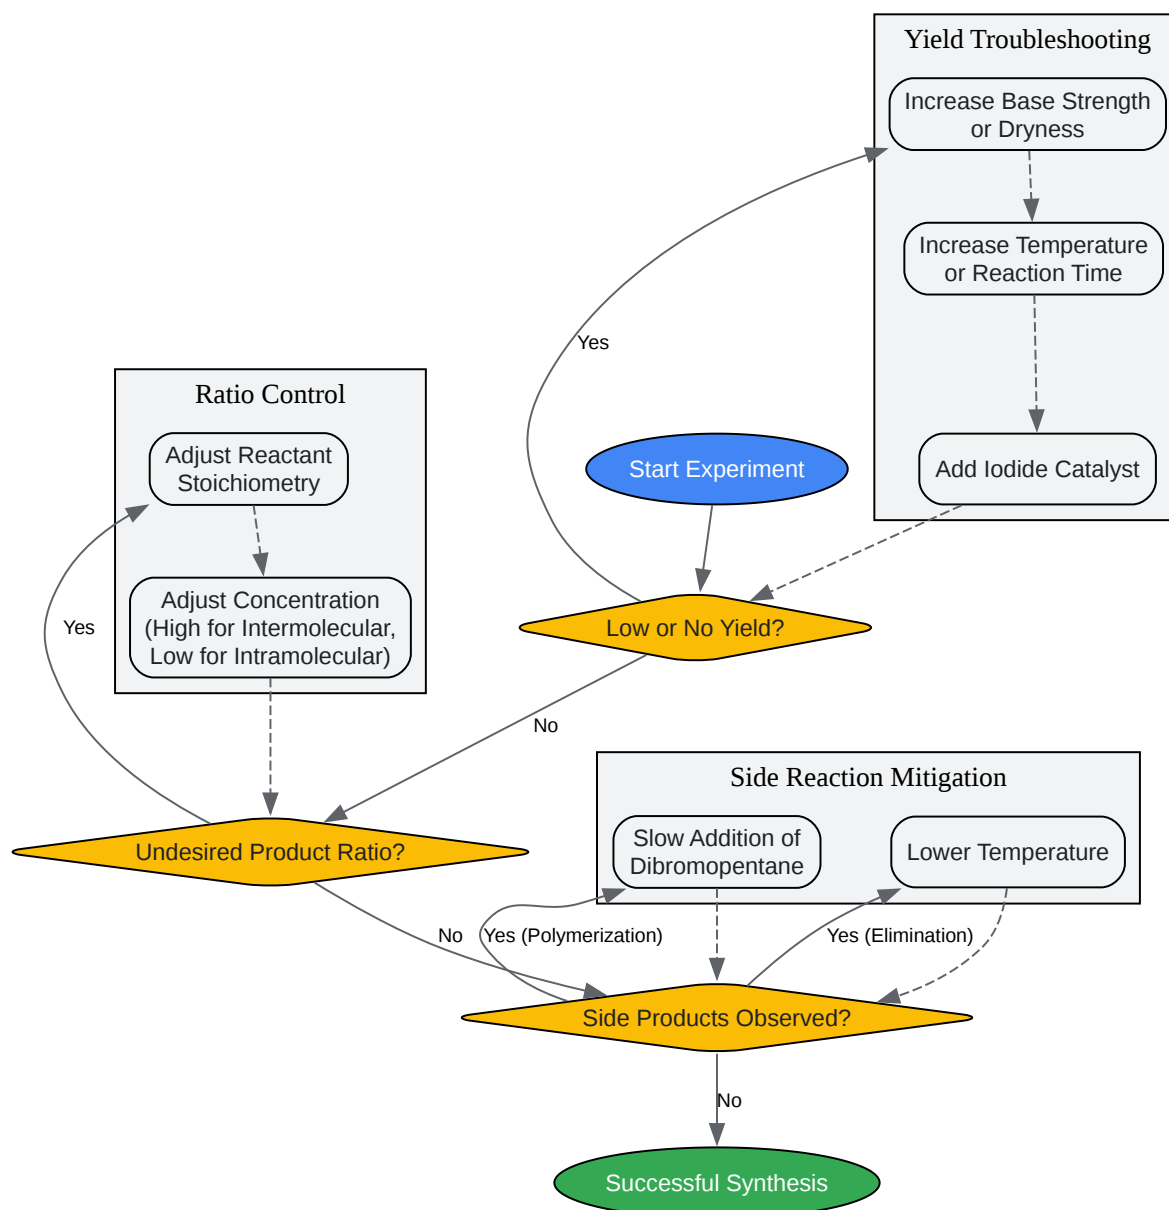 Yield Troubleshooting
Increase Base Strength
or Dryness
Increase Temperature
or Reaction Time
Yes
Ratio Control
Adjust Reactant
Stoichiometry
Start Experiment
Add Iodide Catalyst
Adjust Concentration
(High for Intermolecular,
Low for Intramolecular)
Yes
Low or No Yield?
No
Side Reaction Mitigation
Slow Addition of
Dibromopentane
Lower Temperature
Undesired Product Ratio?
No
Yes (Polymerization)
Yes (Elimination)
Side Products Observed?
No
Successful Synthesis